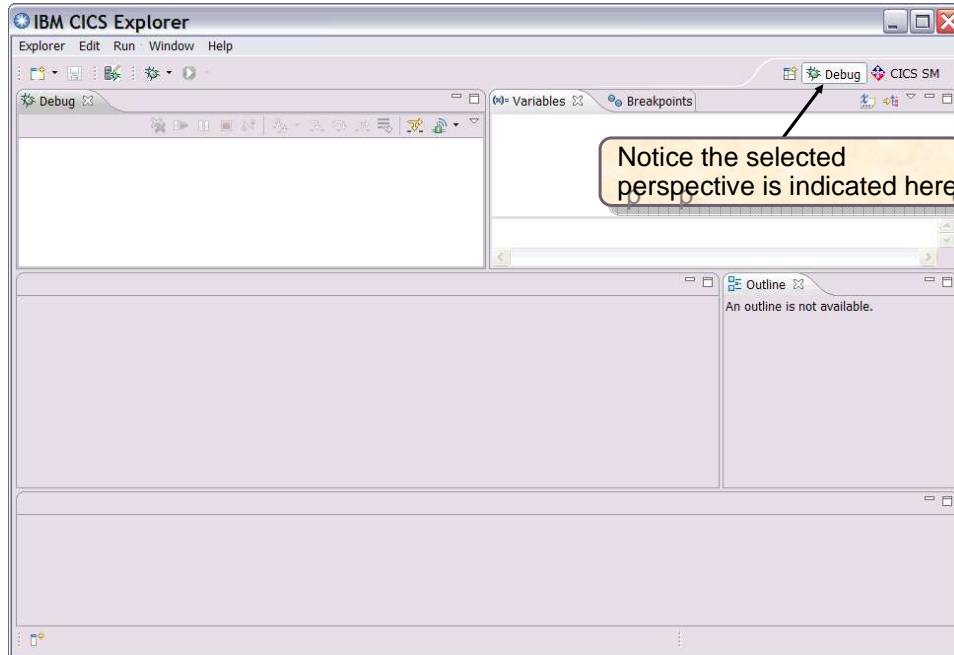 IBM CICS Explorer
Explorer Edit Run Window Help
Debug CICS SM
Debug
(x)= Variables Breakpoints
Notice the selected
perspective is indicated here
Outline
An outline is not available.